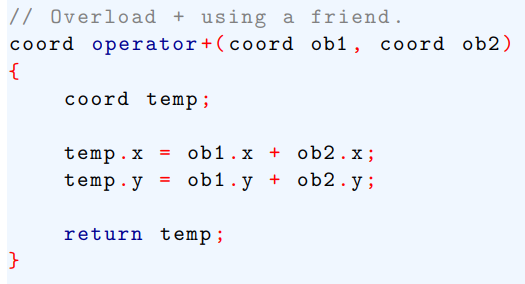 // Overload + using a friend.
coord operator+(coord ob1, coord ob2)
{
    coord temp;

    temp.x = ob1.x + ob2.x;
    temp.y = ob1.y + ob2.y;

    return temp;
}